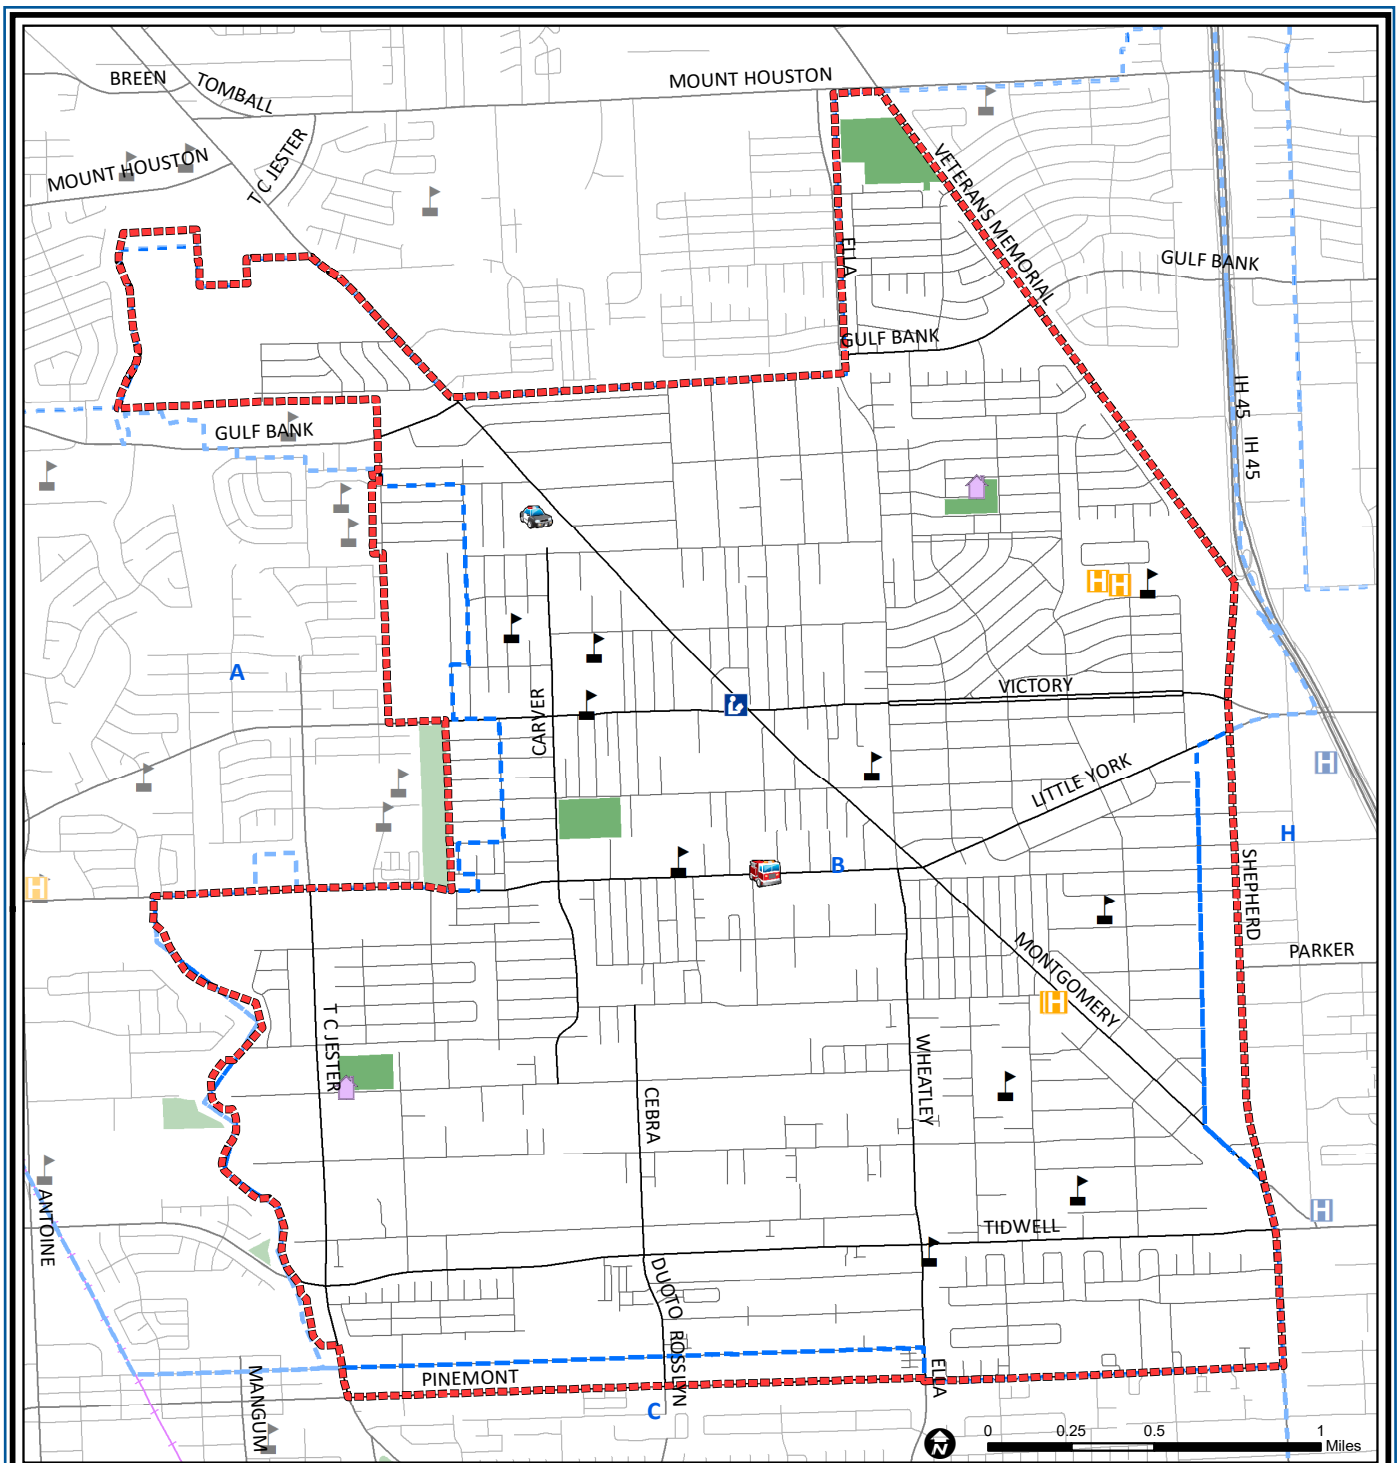 BREEN
TOMBALL
MOUNT HOUSTON
MOUNT HOUSTON
T C JESTER
VETERANS MEMORIAL
ELLA
GULF BANK
GULF BANK
GULF BANK
IH 45
IH 45
A
VICTORY
CARVER
LITTLE YORK
H
H
H
H
H
B
SHEPHERD
PARKER
MONTGOMERY
H
T C JESTER
WHEATLEY
CEBRA
ANTOINE
H
TIDWELL
DUOTO
ROSSLYN
PINEMONT
ELLA
MANGUM
C
N
0 0.25 0.5 1
Miles